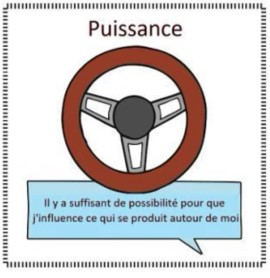 Puissance
Il y a suffisant de possibilité pour que
j'influence ce qui se produit autour de moi